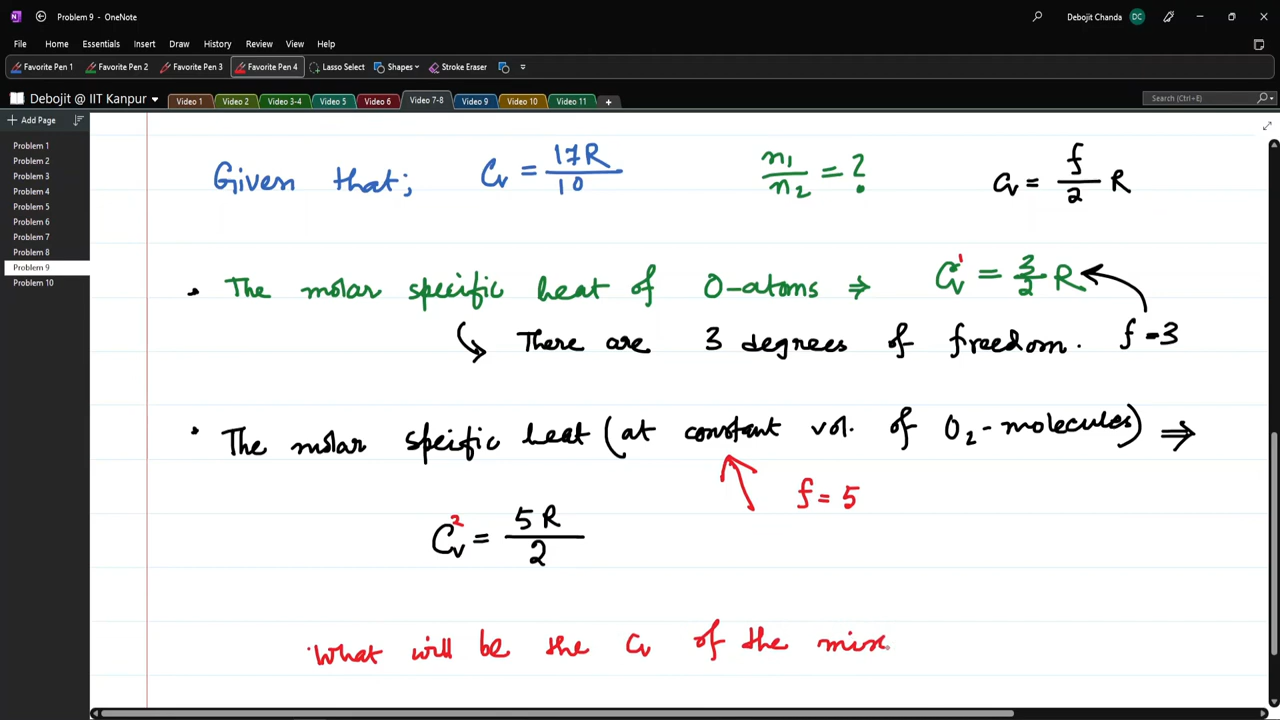 Problem 9 - OneNote
Debojit Chanda DC
File Home Essentials Insert Draw History Review View Help
Favorite Pen 1 Favorite Pen 2 Favorite Pen 3 Favorite Pen 4 Lasso Select Shapes Stroke Eraser
Debojit @ IIT Kanpur Video 1 Video 2 Video 3-4 Video 5 Video 6 Video 7-8 Video 9 Video 10 Video 11 + Search (Ctrl+E)
+ Add Page
Problem 1
Problem 2
Problem 3
Problem 4
Problem 5
Problem 6
Problem 7
Problem 8
Problem 9
Problem 10
Given that; Cv = 17R/10 n₁/n₂ = ? Cv = f/2 R
• The molar specific heat of O-atoms ⇒ Cv¹ = 3/2 R
↳ There are 3 degrees of freedom. f = 3
• The molar specific heat (at constant vol. of O₂-molecules) ⇒
f = 5
Cv² = 5R/2
What will be the Cv of the mix